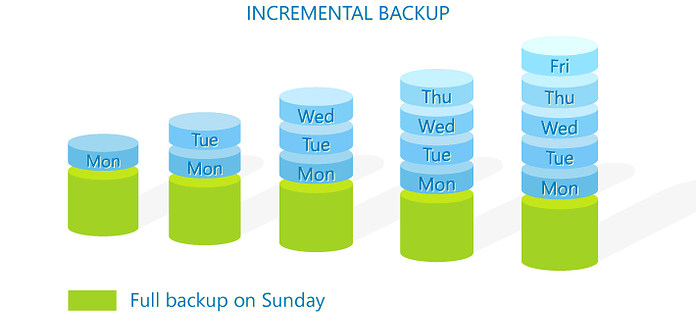 INCREMENTAL BACKUP
Mon
Tue
Mon
Wed
Tue
Mon
Thu
Wed
Tue
Mon
Fri
Thu
Wed
Tue
Mon
Full backup on Sunday